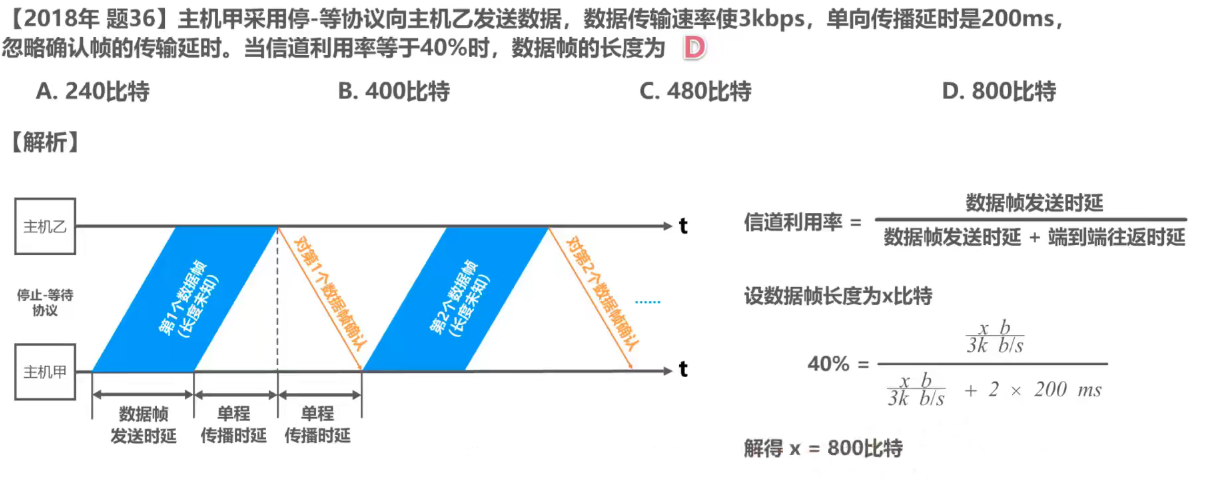 【2018年 题36】主机甲采用停-等协议向主机乙发送数据，数据传输速率使3kbps，单向传播延时是200ms，
忽略确认帧的传输延时。当信道利用率等于40%时，数据帧的长度为 D
A. 240比特 B. 400比特 C. 480比特 D. 800比特
【解析】
主机乙
t
停止-等待
协议
第1个数据帧
(长度未知)
对第1个数据帧确认
第2个数据帧
(长度未知)
对第2个数据帧确认
......
主机甲
t
数据帧
发送时延
单程
传播时延
单程
传播时延
信道利用率 =
数据帧发送时延
数据帧发送时延 + 端到端往返时延
设数据帧长度为x比特
40% =
x b
3k b/s
x b
3k b/s
+ 2 × 200 ms
解得 x = 800比特